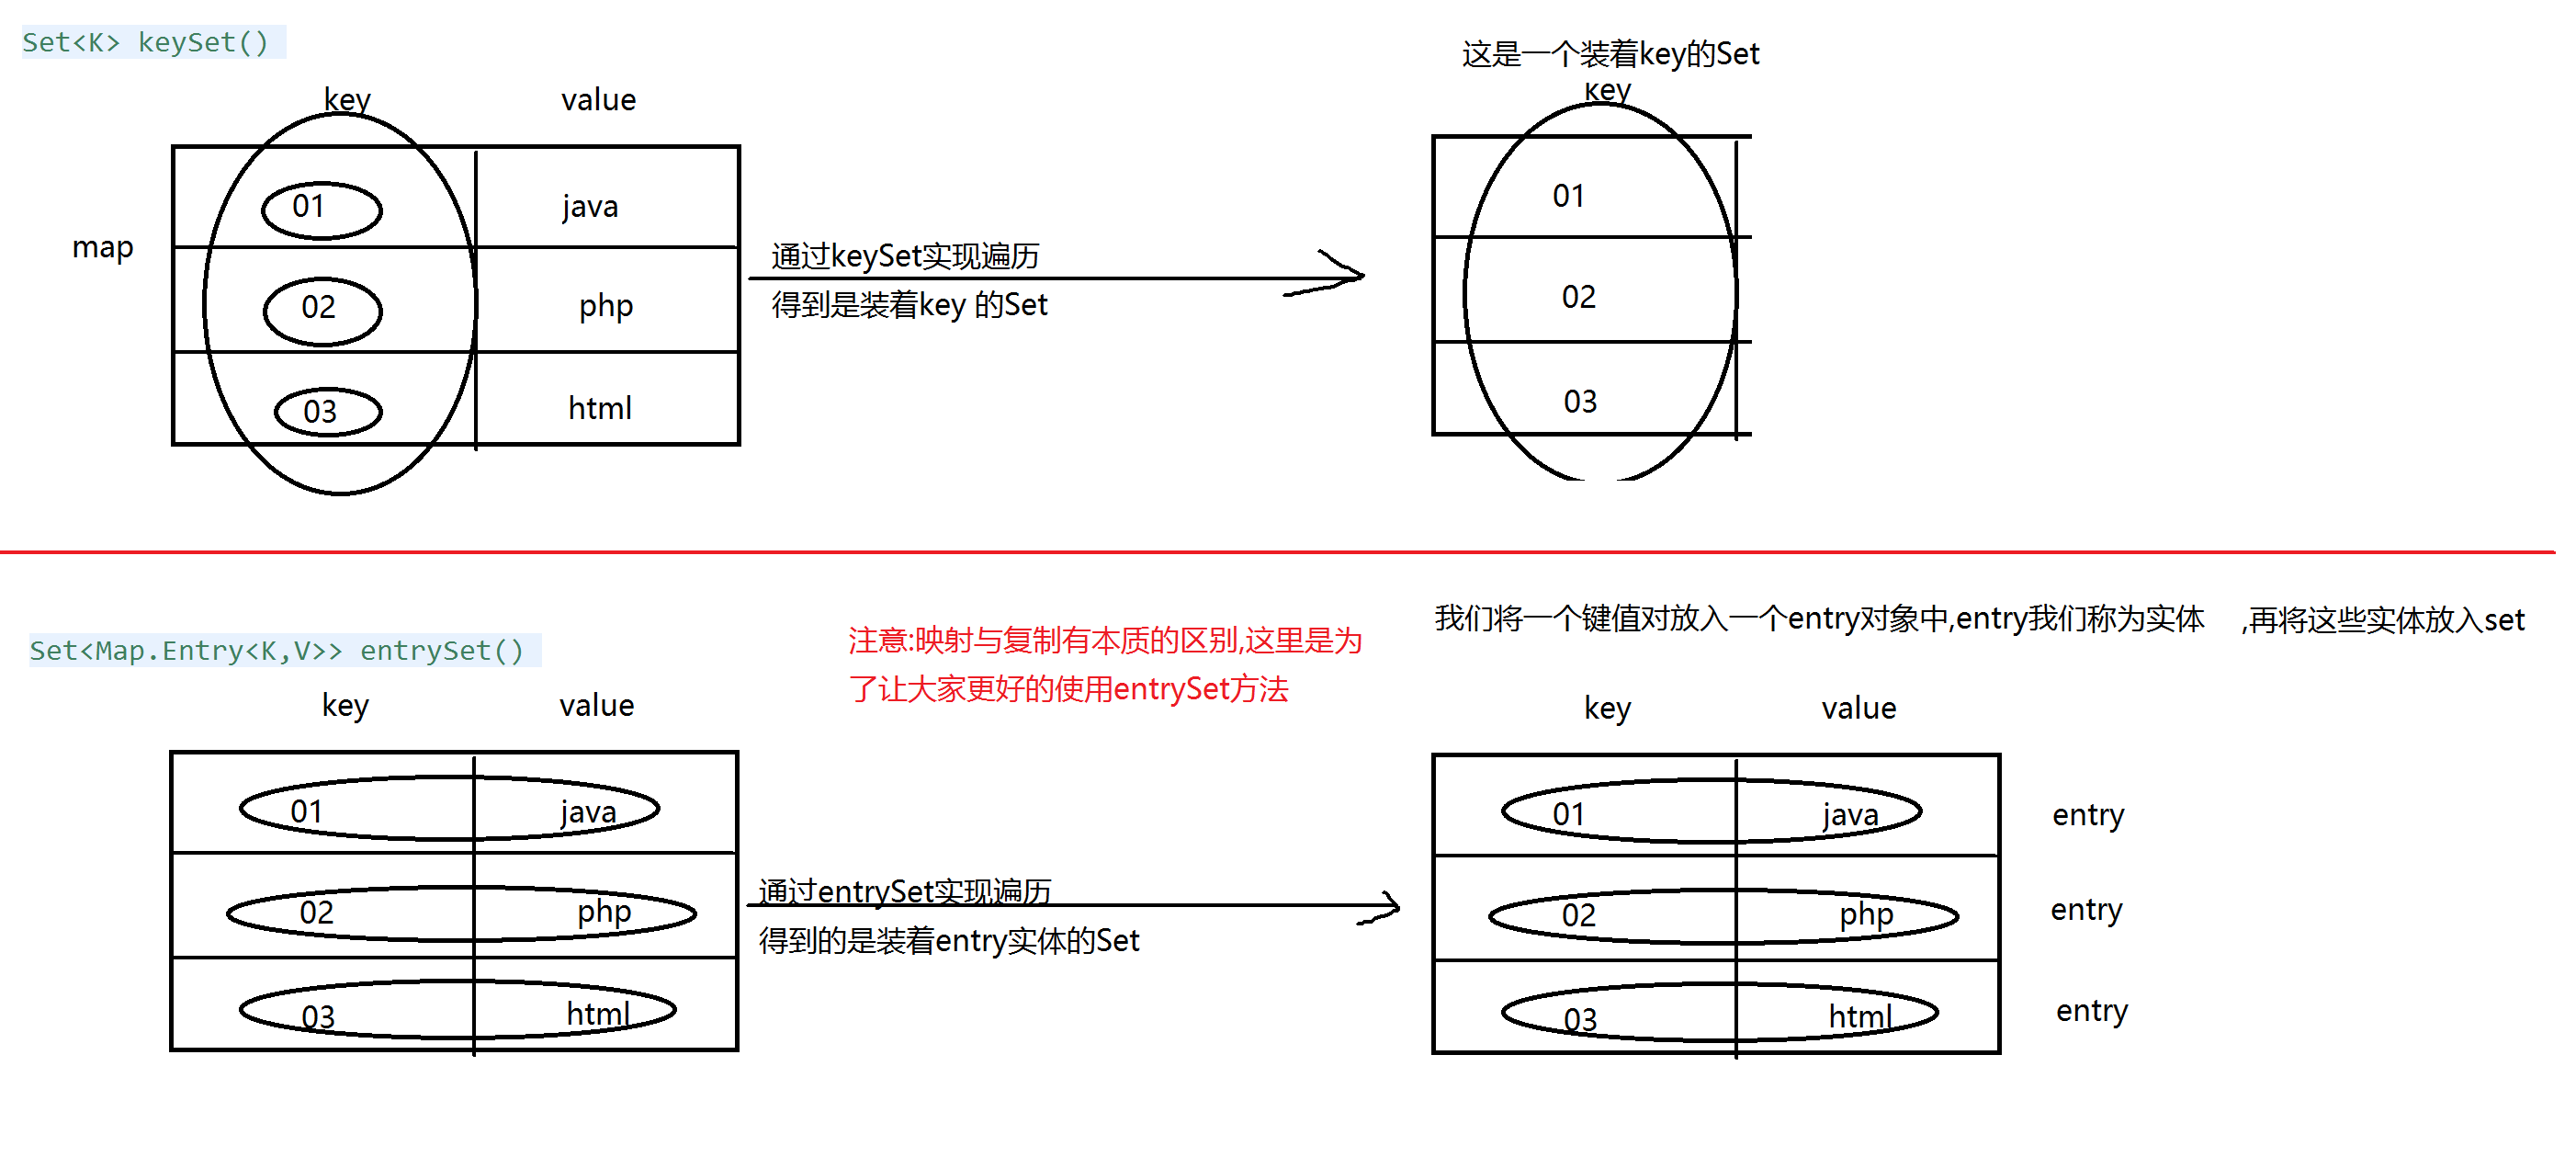 Set<K> keySet()
这是一个装着key的Set
key value
key
01 java
01
map
通过keySet实现遍历
02 php
得到是装着key 的Set
02
03 html
03
我们将一个键值对放入一个entry对象中,entry我们称为实体 ,再将这些实体放入set
注意:映射与复制有本质的区别,这里是为
了让大家更好的使用entrySet方法
Set<Map.Entry<K,V>> entrySet()
key value
key value
01 java
01 java entry
通过entrySet实现遍历
02 php
02 php entry
得到的是装着entry实体的Set
03 html
03 html entry